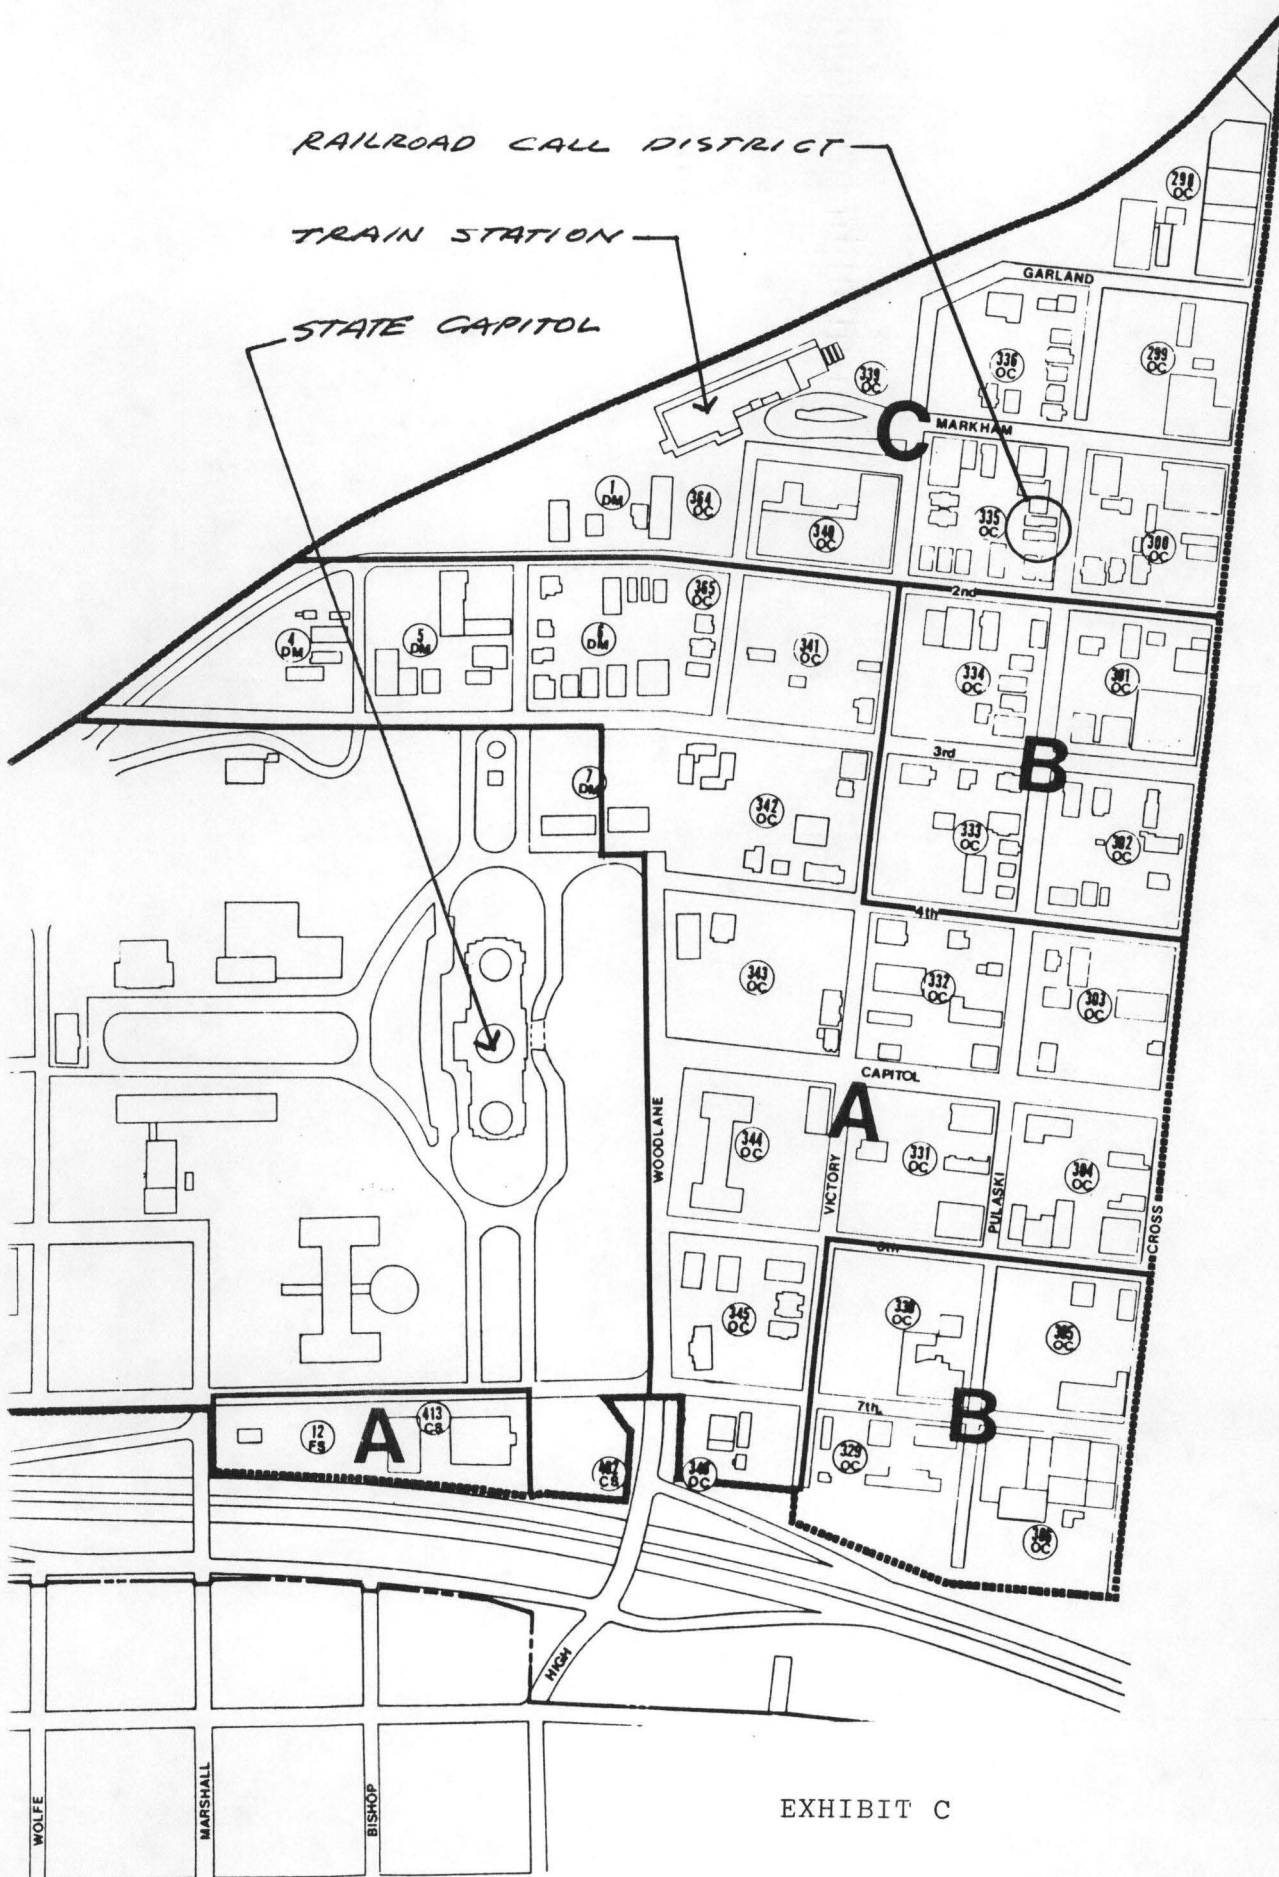 RAILROAD CALL DISTRICT
TRAIN STATION
STATE CAPITOL
298
OC
GARLAND
336
OC
299
OC
339
OC
C
MARKHAM
1
DM
364
OC
340
OC
335
OC
300
OC
2nd
4
DM
5
DM
6
DM
365
OC
341
OC
334
OC
301
OC
3rd
B
7
DM
342
OC
333
OC
302
OC
4th
343
OC
332
OC
303
OC
CAPITOL
A
WOODLANE
344
OC
VICTORY
331
OC
PULASKI
304
OC
CROSS
6th
345
OC
330
OC
305
OC
7th
B
12
FS
A
413
CS
402
CS
346
OC
329
OC
306
OC
HIGH
WOLFE
MARSHALL
BISHOP
EXHIBIT C